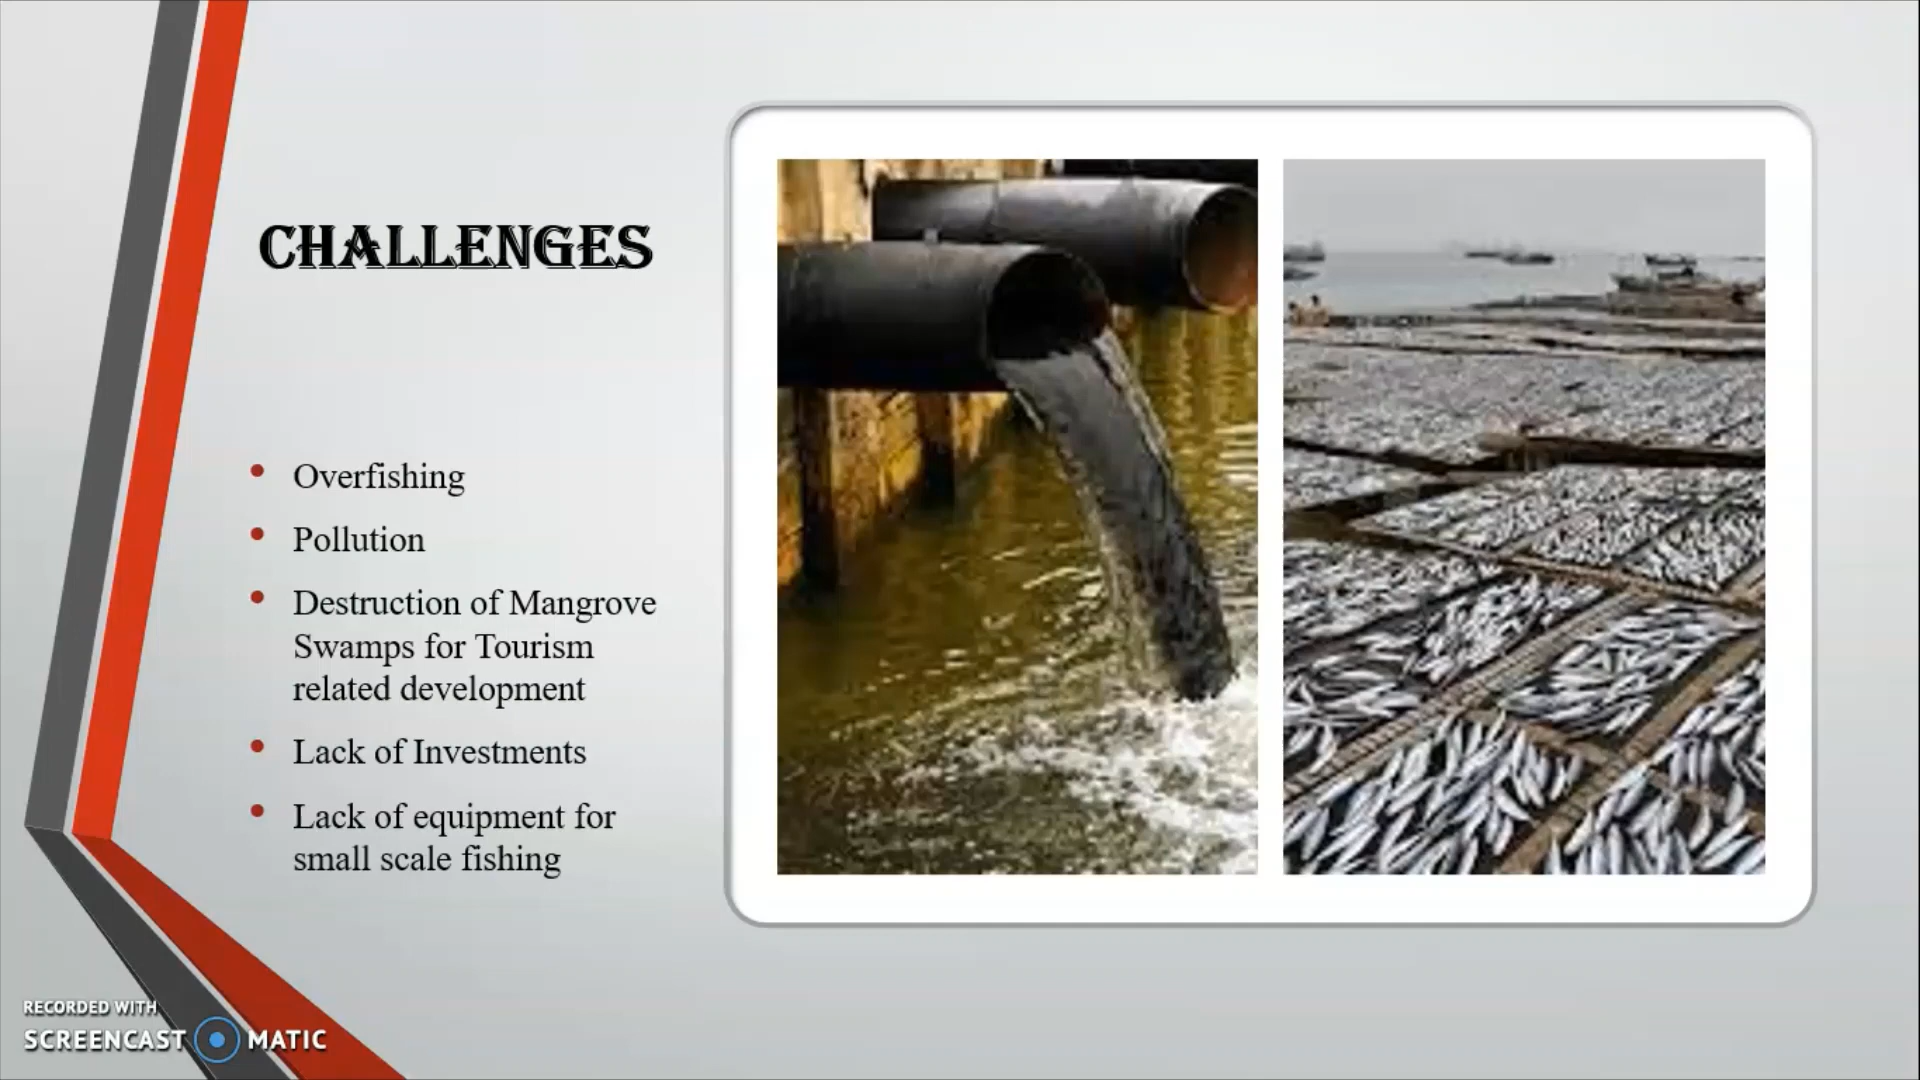 CHALLENGES
Overfishing
Pollution
Destruction of Mangrove
Swamps for Tourism
related development
Lack of Investments
Lack of equipment for
small scale fishing
RECORDED WITH
SCREENCAST MATIC